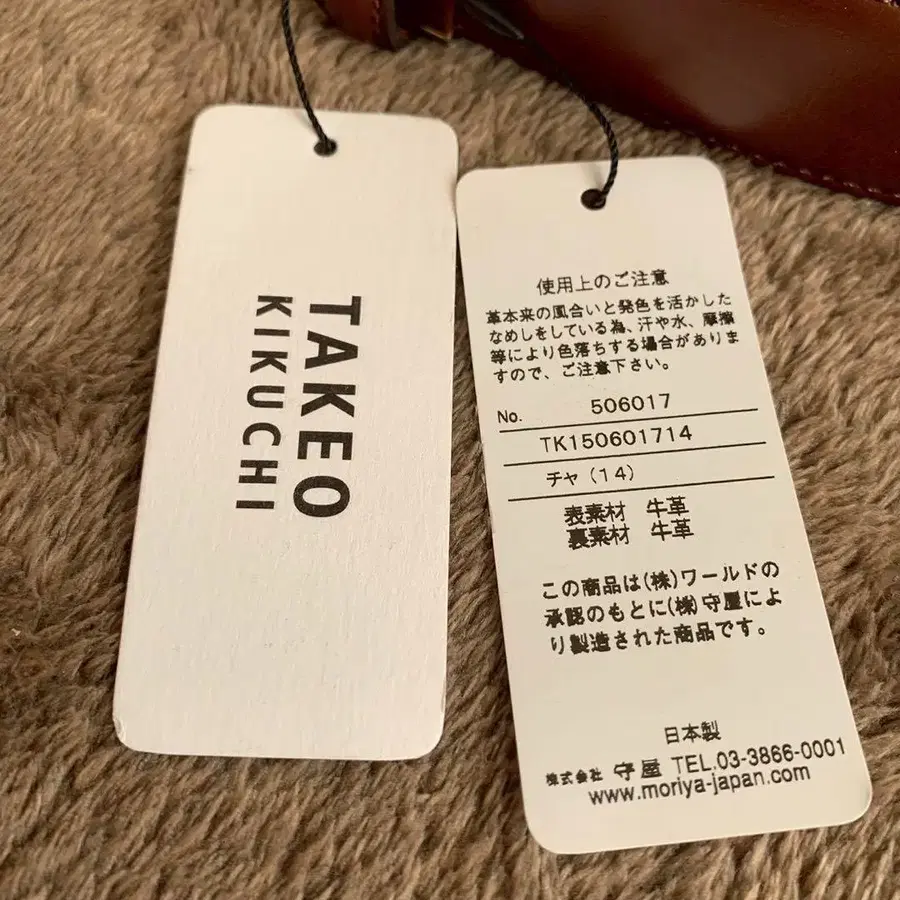 TAKEO
KIKUCHI
使用上のご注意
革本来の風合いと発色を活かした
なめしをしている為、汗や水、摩擦
等により色落ちする場合がありま
すので、ご注意下さい。
No. 506017
TK150601714
チャ(14)
表素材 牛革
裏素材 牛革
この商品は(株)ワールドの
承認のもとに(株)守屋によ
り製造された商品です。
日本製
株式会社 守屋 TEL.03-3866-0001
www.moriya-japan.com